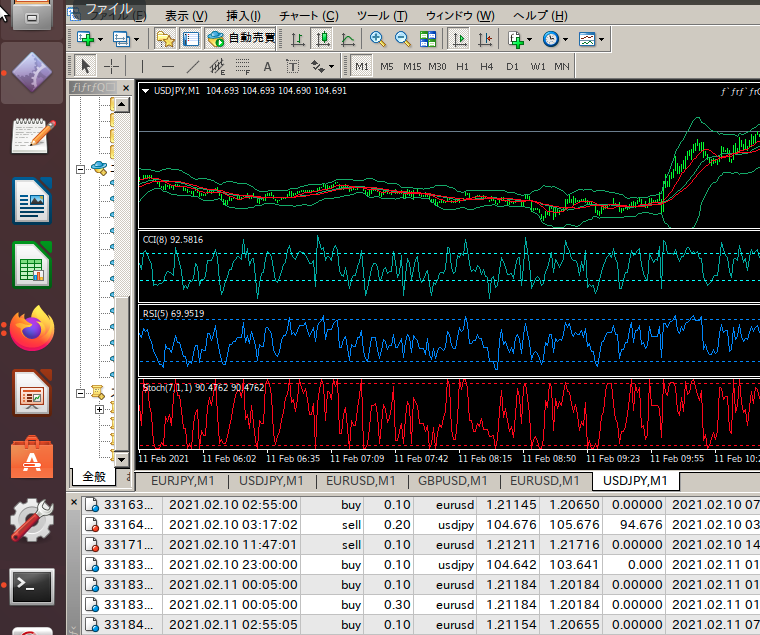 ファイル
表示 (V) 挿入(I) チャート (C) ツール (T) ウィンドウ (W) ヘルプ (H)
自動売買
A T M1 M5 M15 M30 H1 H4 D1 W1 MN
USDJPY,M1 104.693 104.693 104.690 104.691
CCI(8) 92.5816
RSI(5) 69.9519
Stoch(7,1,1) 90.4762 90.4762
11 Feb 2021 11 Feb 06:02 11 Feb 06:35 11 Feb 07:09 11 Feb 07:42 11 Feb 08:15 11 Feb 08:50 11 Feb 09:23 11 Feb 09:55 11 Feb 10:2
全般
EURJPY,M1 USDJPY,M1 EURUSD,M1 GBPUSD,M1 EURUSD,M1 USDJPY,M1
33163... 2021.02.10 02:55:00 buy 0.10 eurusd 1.21145 1.20650 0.00000 2021.02.10 07
33164... 2021.02.10 03:17:02 sell 0.20 usdjpy 104.676 105.676 94.676 2021.02.10 03
33171... 2021.02.10 11:47:01 sell 0.10 eurusd 1.21211 1.21716 0.00000 2021.02.10 14
33183... 2021.02.10 23:00:00 buy 0.10 usdjpy 104.642 103.641 0.000 2021.02.11 01
33183... 2021.02.11 00:05:00 buy 0.10 eurusd 1.21184 1.20184 0.00000 2021.02.11 01
33183... 2021.02.11 00:05:00 buy 0.30 eurusd 1.21184 1.20184 0.00000 2021.02.11 01
33184... 2021.02.11 02:55:05 buy 0.10 eurusd 1.21154 1.20655 0.00000 2021.02.11 07